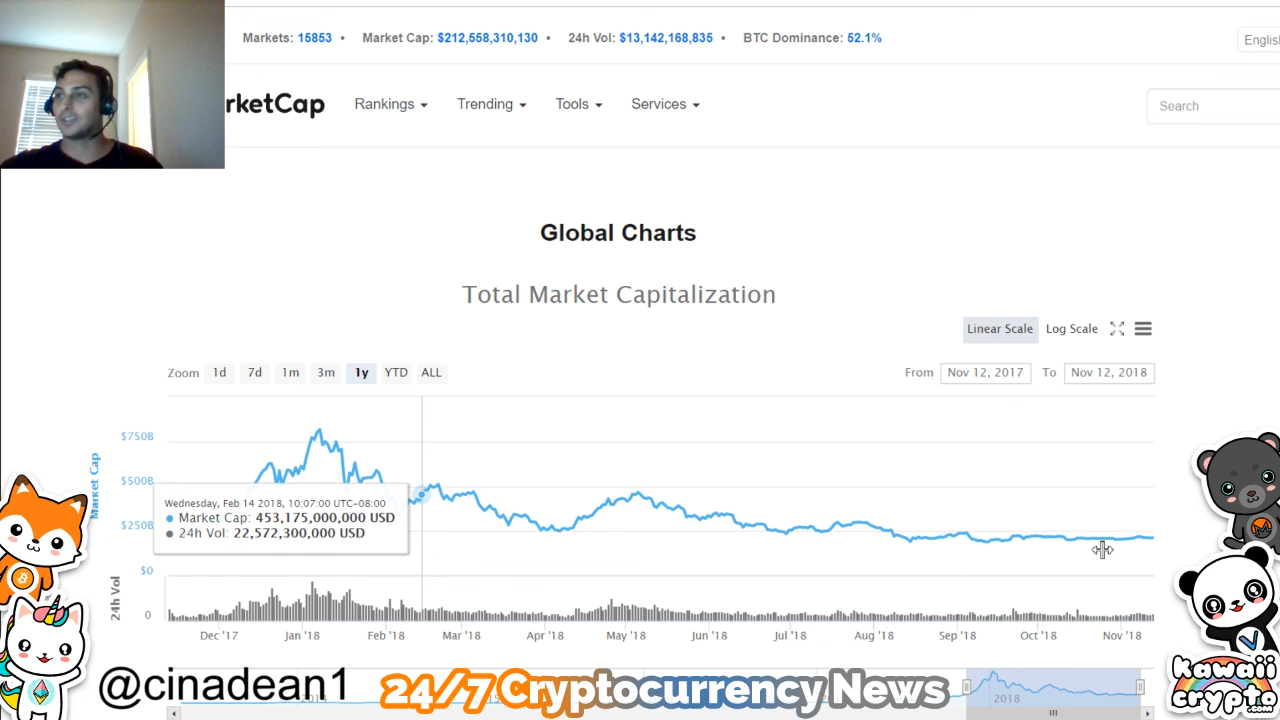 Markets: 15853 • Market Cap: $212,558,310,130 • 24h Vol: $13,142,168,835 • BTC Dominance: 52.1%
English
rketCap Rankings Trending Tools Services
Search
Global Charts
Total Market Capitalization
Linear Scale Log Scale
Zoom 1d 7d 1m 3m 1y YTD ALL From Nov 12, 2017 To Nov 12, 2018
$750B
$500B
$250B
$0
Market Cap
Wednesday, Feb 14 2018, 10:07:00 UTC-08:00
Market Cap: 453,175,000,000 USD
24h Vol: 22,572,300,000 USD
24h Vol
0
Dec '17 Jan '18 Feb '18 Mar '18 Apr '18 May '18 Jun '18 Jul '18 Aug '18 Sep '18 Oct '18 Nov '18
2018
@cinadean1
24/7 Cryptocurrency News
kawaii
crypto
.com